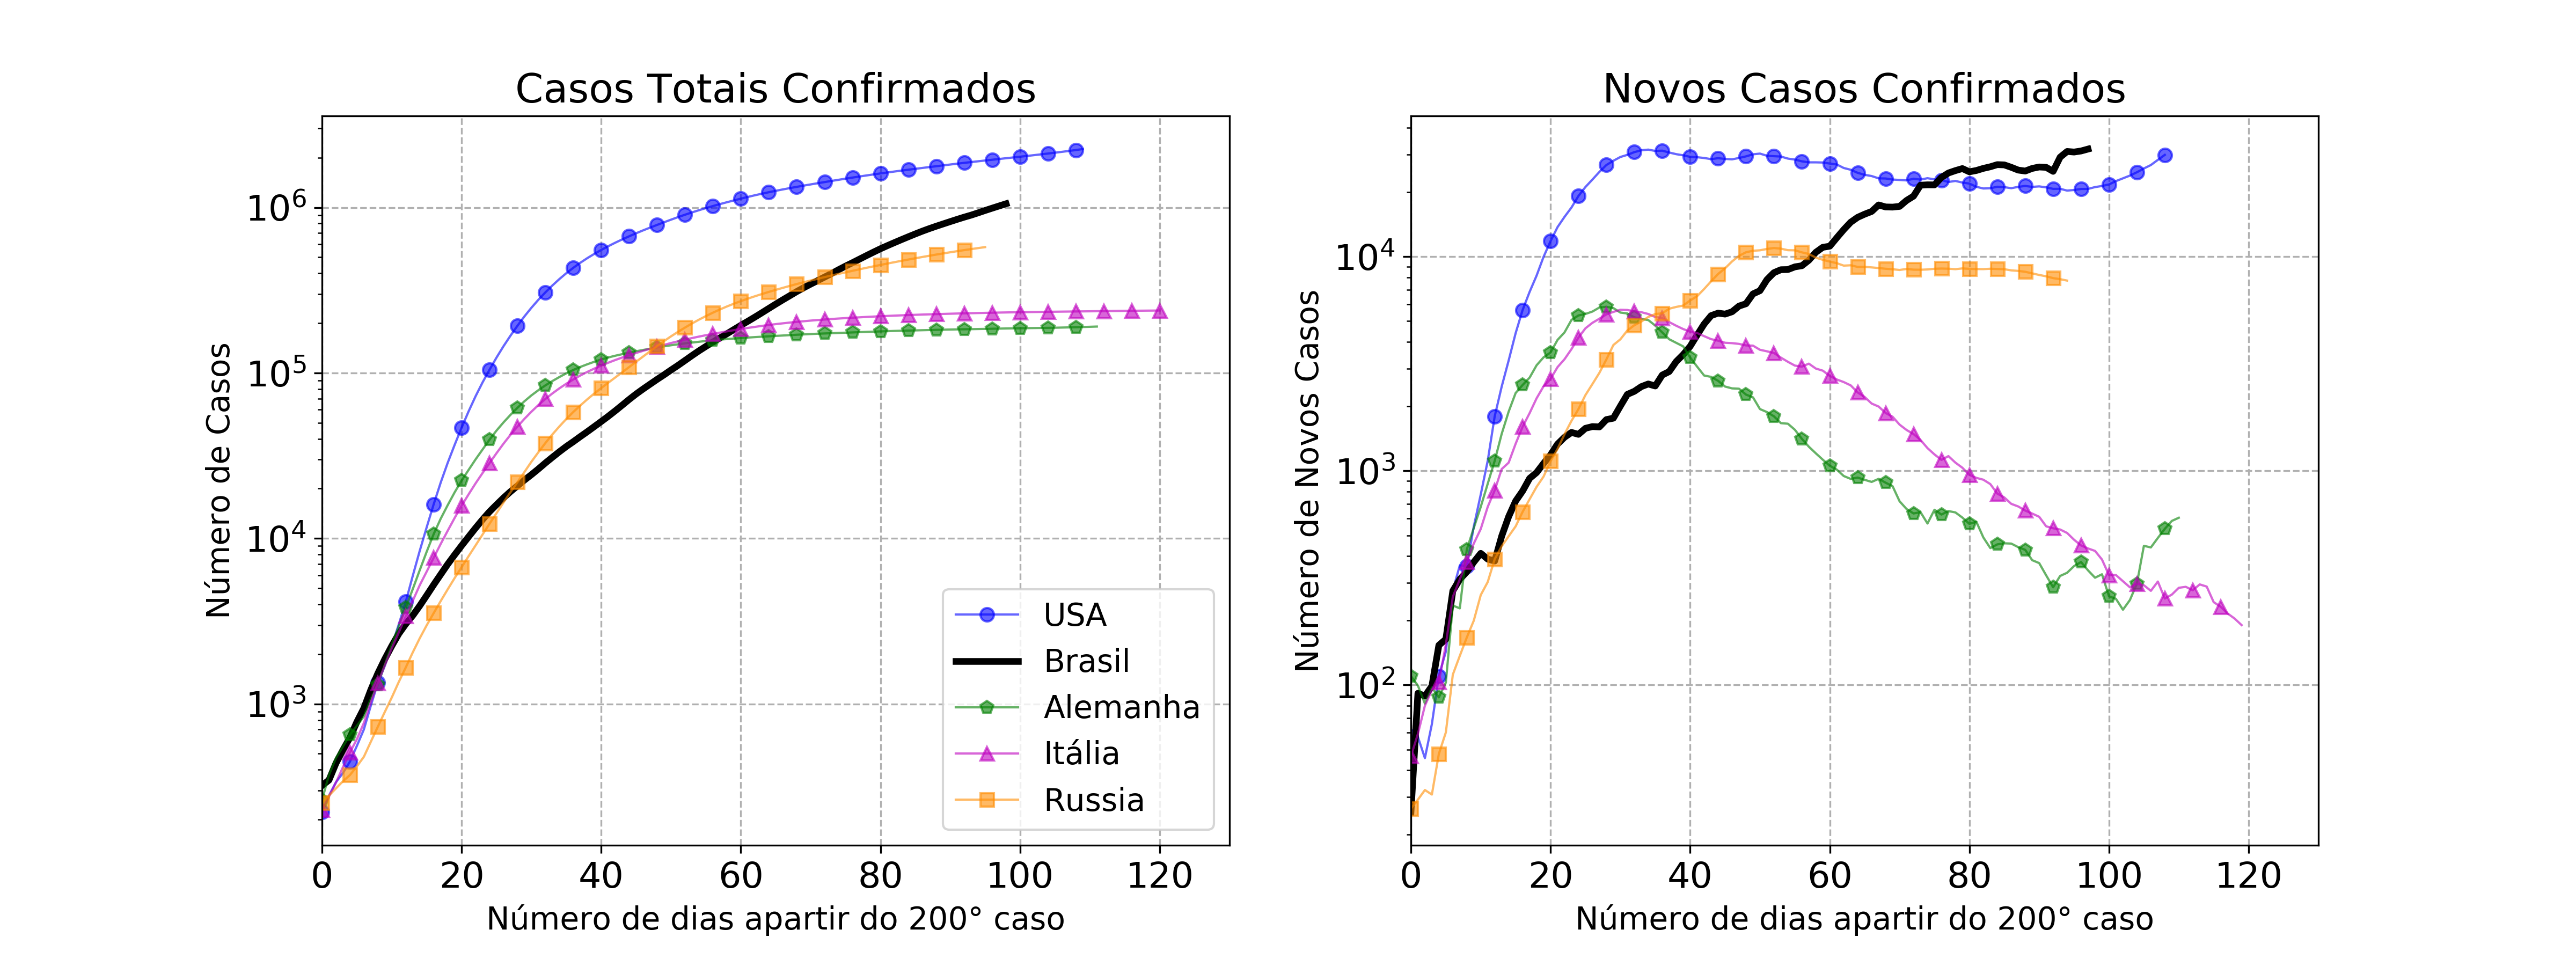 Casos Totais Confirmados
Número de Casos
10^6
10^5
10^4
10^3
0 20 40 60 80 100 120
Número de dias apartir do 200° caso
USA
Brasil
Alemanha
Itália
Russia
Novos Casos Confirmados
Número de Novos Casos
10^4
10^3
10^2
0 20 40 60 80 100 120
Número de dias apartir do 200° caso